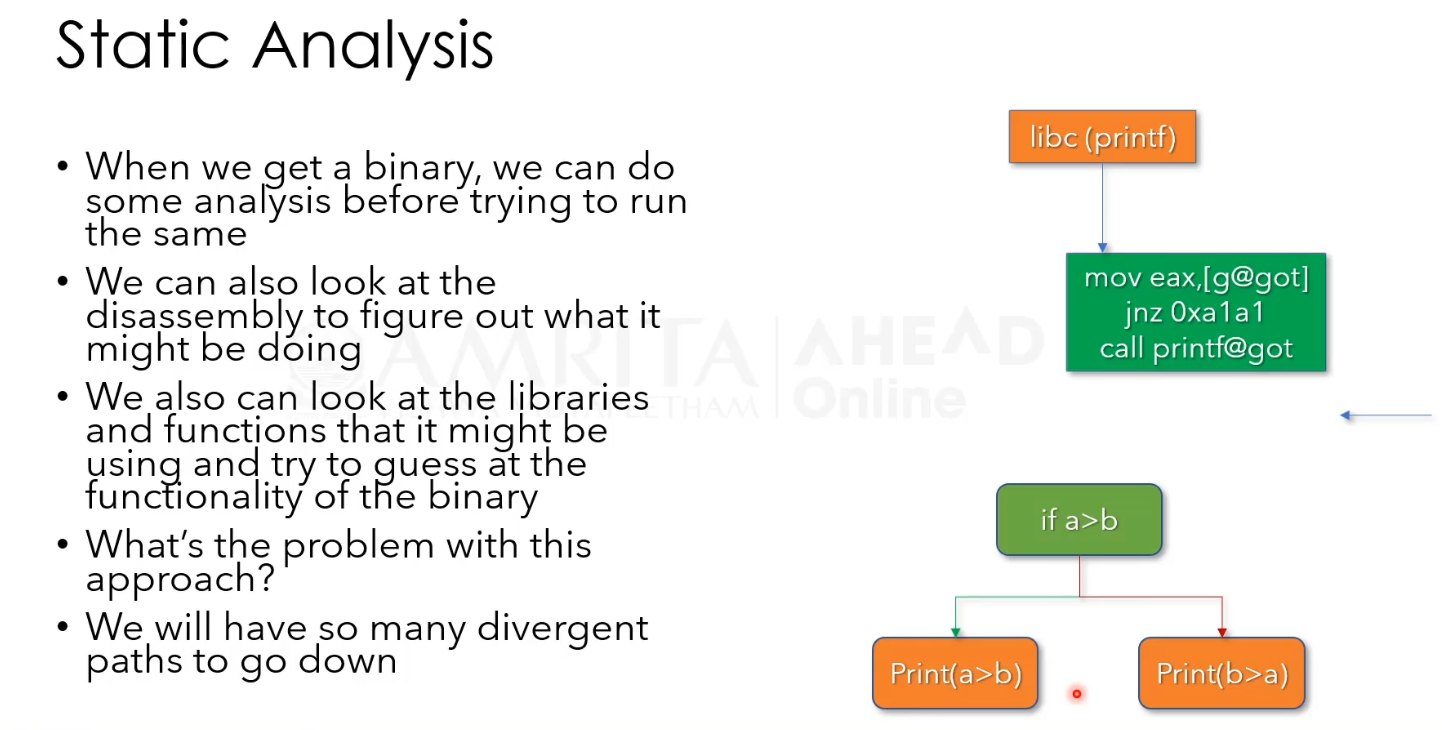 Static Analysis
• When we get a binary, we can do
some analysis before trying to run
the same
• We can also look at the
disassembly to figure out what it
might be doing
• We also can look at the libraries
and functions that it might be
using and try to guess at the
functionality of the binary
• What's the problem with this
approach?
• We will have so many divergent
paths to go down
libc (printf)
mov eax,[g@got]
jnz 0xa1a1
call printf@got
if a>b
Print(a>b)
Print(b>a)
AMRITA
AHEAD
Online